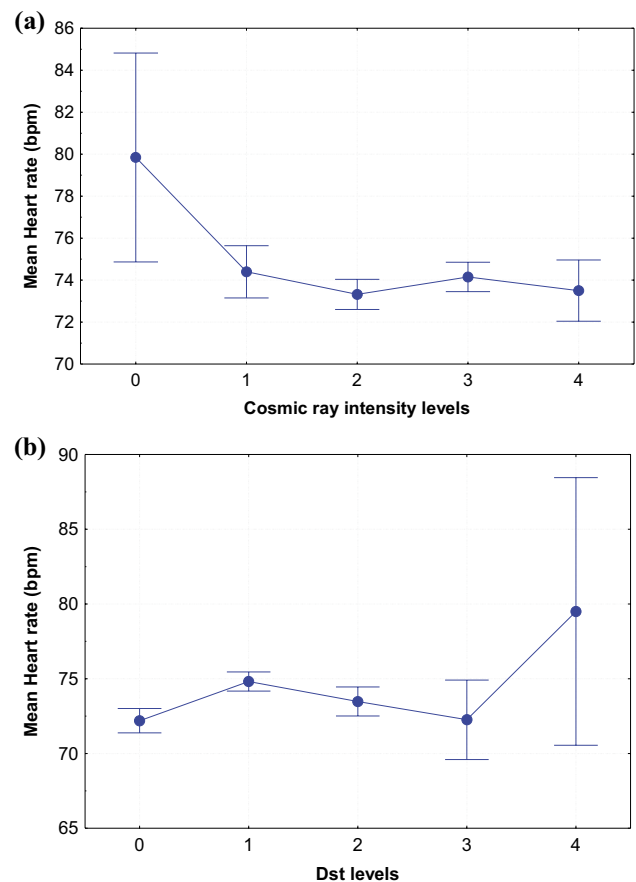 (a)
86
84
82
80
78
76
74
72
70
Mean Heart rate (bpm)
0 1 2 3 4
Cosmic ray intensity levels
(b)
90
85
80
75
70
65
Mean Heart rate (bpm)
0 1 2 3 4
Dst levels